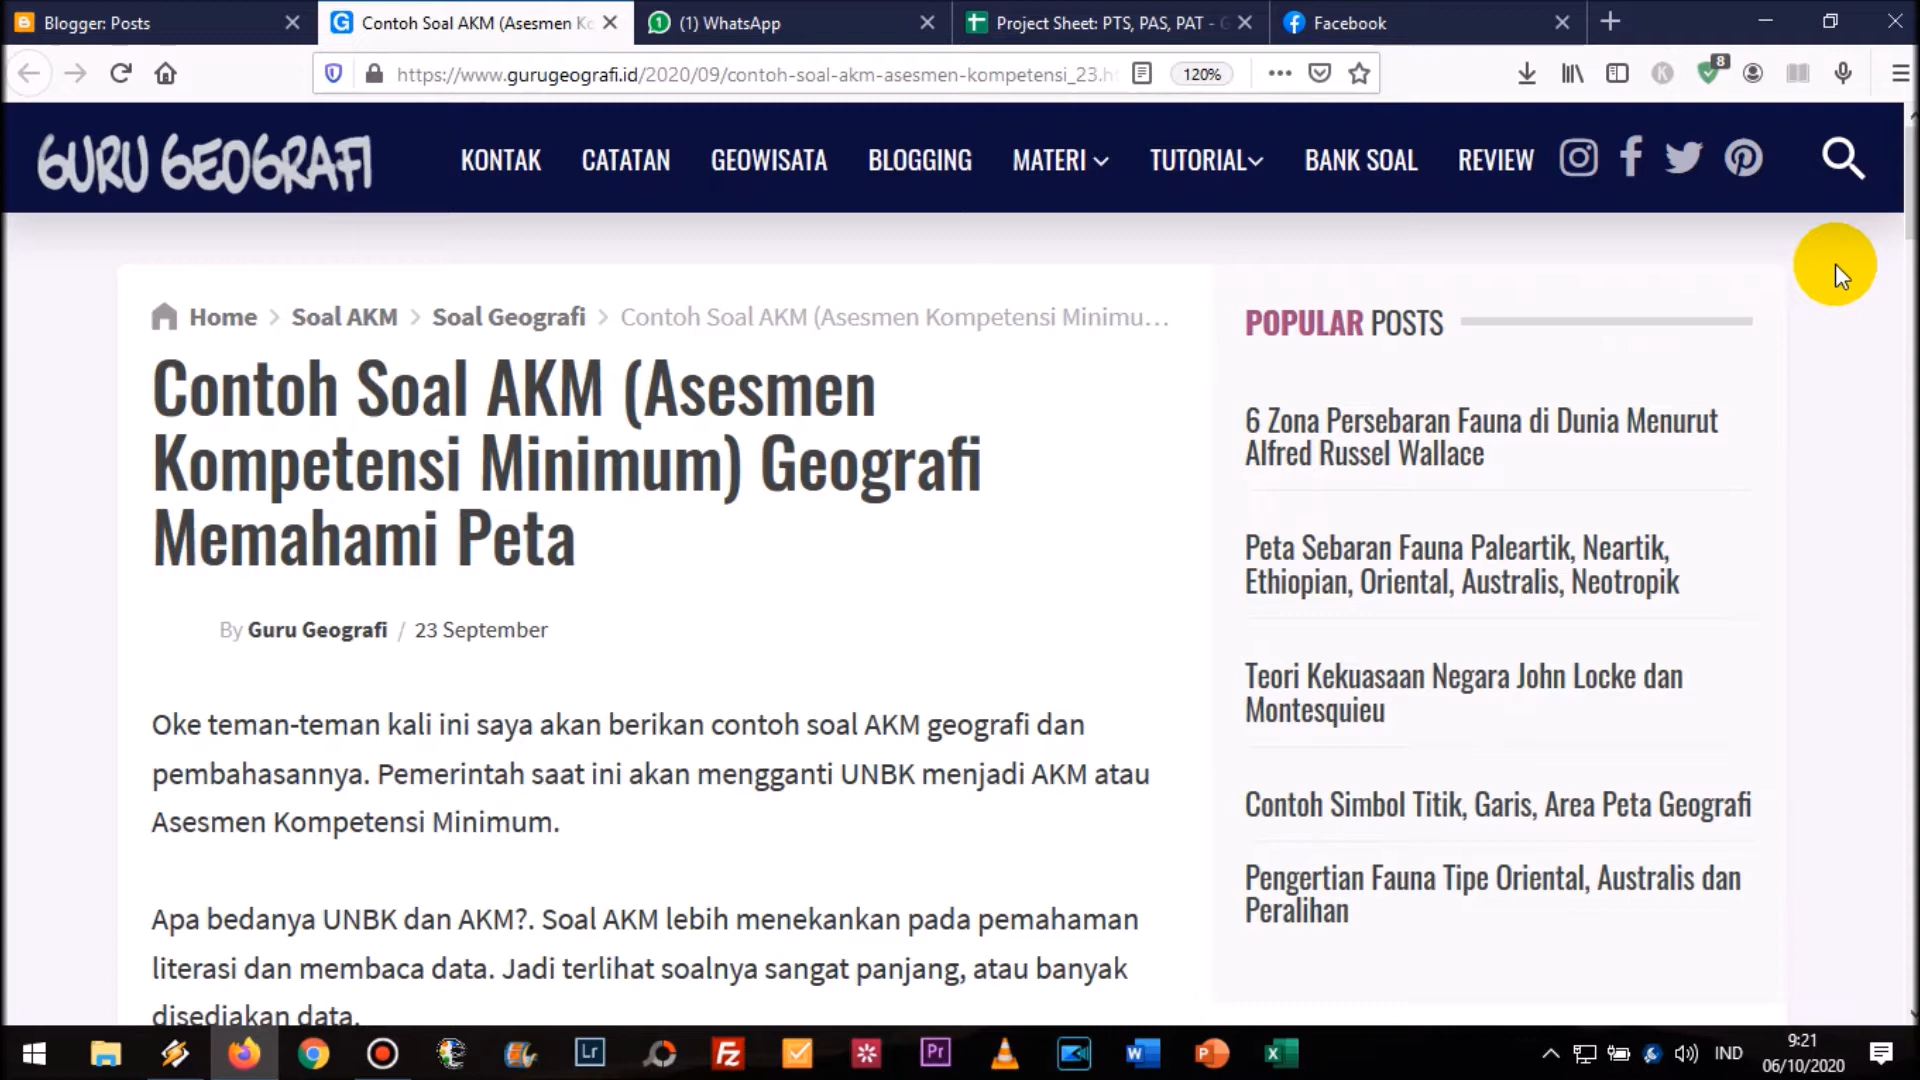 Blogger: Posts
Contoh Soal AKM (Asesmen Ko
(1) WhatsApp
Project Sheet: PTS, PAS, PAT - G
Facebook
https://www.gurugeografi.id/2020/09/contoh-soal-akm-asesmen-kompetensi_23.h
120%
8
GURU GEOGRAFI
KONTAK
CATATAN
GEOWISATA
BLOGGING
MATERI
TUTORIAL
BANK SOAL
REVIEW
Home > Soal AKM > Soal Geografi > Contoh Soal AKM (Asesmen Kompetensi Minimu...
Contoh Soal AKM (Asesmen
Kompetensi Minimum) Geografi
Memahami Peta
By Guru Geografi / 23 September
Oke teman-teman kali ini saya akan berikan contoh soal AKM geografi dan
pembahasannya. Pemerintah saat ini akan mengganti UNBK menjadi AKM atau
Asesmen Kompetensi Minimum.
Apa bedanya UNBK dan AKM?. Soal AKM lebih menekankan pada pemahaman
literasi dan membaca data. Jadi terlihat soalnya sangat panjang, atau banyak
disediakan data.
POPULAR POSTS
6 Zona Persebaran Fauna di Dunia Menurut
Alfred Russel Wallace
Peta Sebaran Fauna Paleartik, Neartik,
Ethiopian, Oriental, Australis, Neotropik
Teori Kekuasaan Negara John Locke dan
Montesquieu
Contoh Simbol Titik, Garis, Area Peta Geografi
Pengertian Fauna Tipe Oriental, Australis dan
Peralihan
Lr
Fz
Pr
IND
9:21
06/10/2020